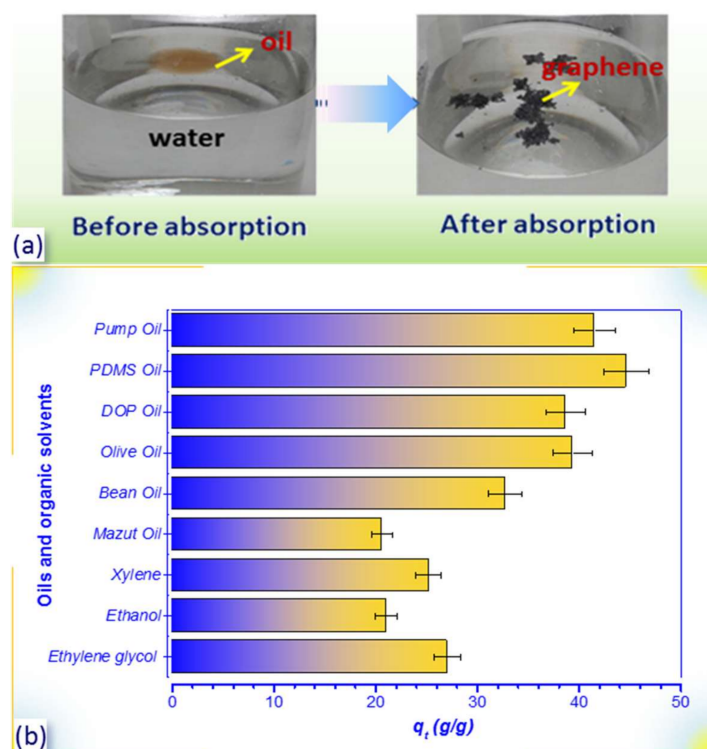 oil
graphene
water
Before absorption
After absorption
(a)
Oils and organic solvents
Pump Oil
PDMS Oil
DOP Oil
Olive Oil
Bean Oil
Mazut Oil
Xylene
Ethanol
Ethylene glycol
0 20 30 40 50
qt (g/g)
(b)